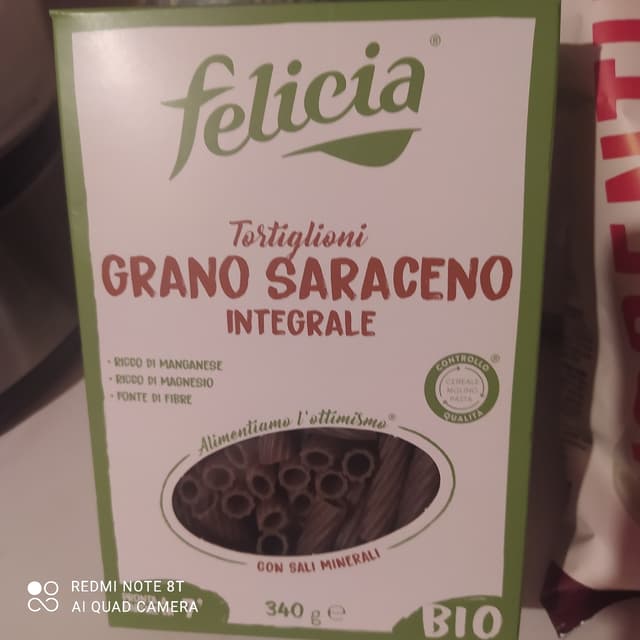 felicia®
Tortiglioni
GRANO SARACENO
INTEGRALE
• RICCO DI MANGANESE
• RICCO DI MAGNESIO
• FONTE DI FIBRE
CONTROLLO®
CEREALE
MOLINO
PASTA
QUALITÀ
Alimentiamo l'ottimismo®
CON SALI MINERALI
340 g ℮
BIO
REDMI NOTE 8T
AI QUAD CAMERA